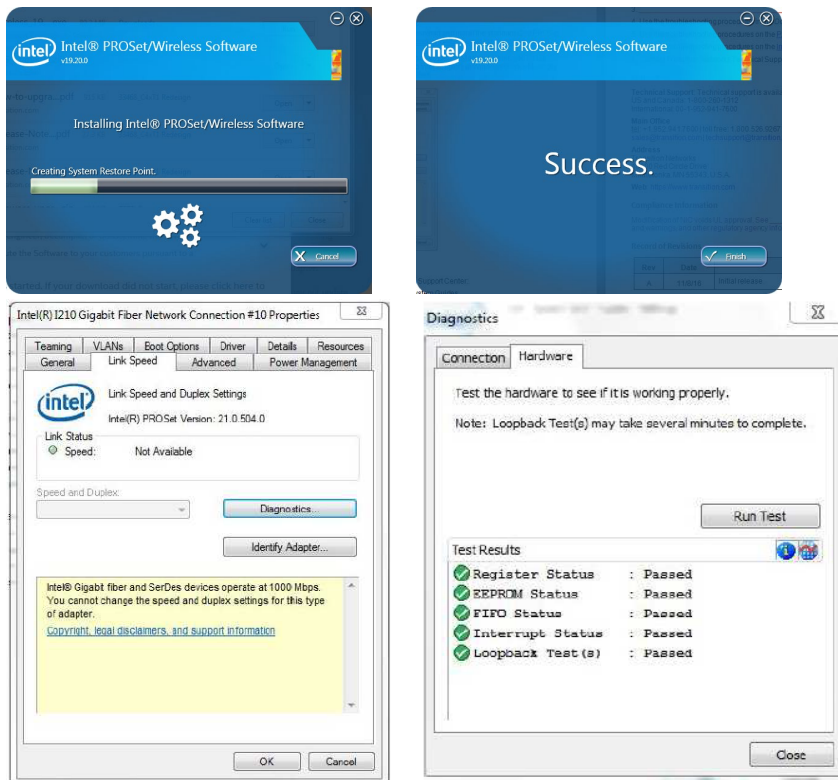 intel
Intel® PROSet/Wireless Software
v19.20.0
Installing Intel® PROSet/Wireless Software
Creating System Restore Point.
X Cancel
intel
Intel® PROSet/Wireless Software
v19.20.0
Success.
Finish
Intel(R) I210 Gigabit Fiber Network Connection #10 Properties
Teaming VLANs Boot Options Driver Details Resources
General Link Speed Advanced Power Management
intel
Link Speed and Duplex Settings
Intel(R) PROSet Version: 21.0.504.0
Link Status
Speed: Not Available
Speed and Duplex:
Diagnostics...
Identify Adapter...
Intel® Gigabit fiber and SerDes devices operate at 1000 Mbps.
You cannot change the speed and duplex settings for this type
of adapter.
Copyright, legal disclaimers, and support information
OK Cancel
Diagnostics
Connection Hardware
Test the hardware to see if it is working properly.
Note: Loopback Test(s) may take several minutes to complete.
Run Test
Test Results
Register Status : Passed
EEPROM Status : Passed
FIFO Status : Passed
Interrupt Status : Passed
Loopback Test(s) : Passed
Close